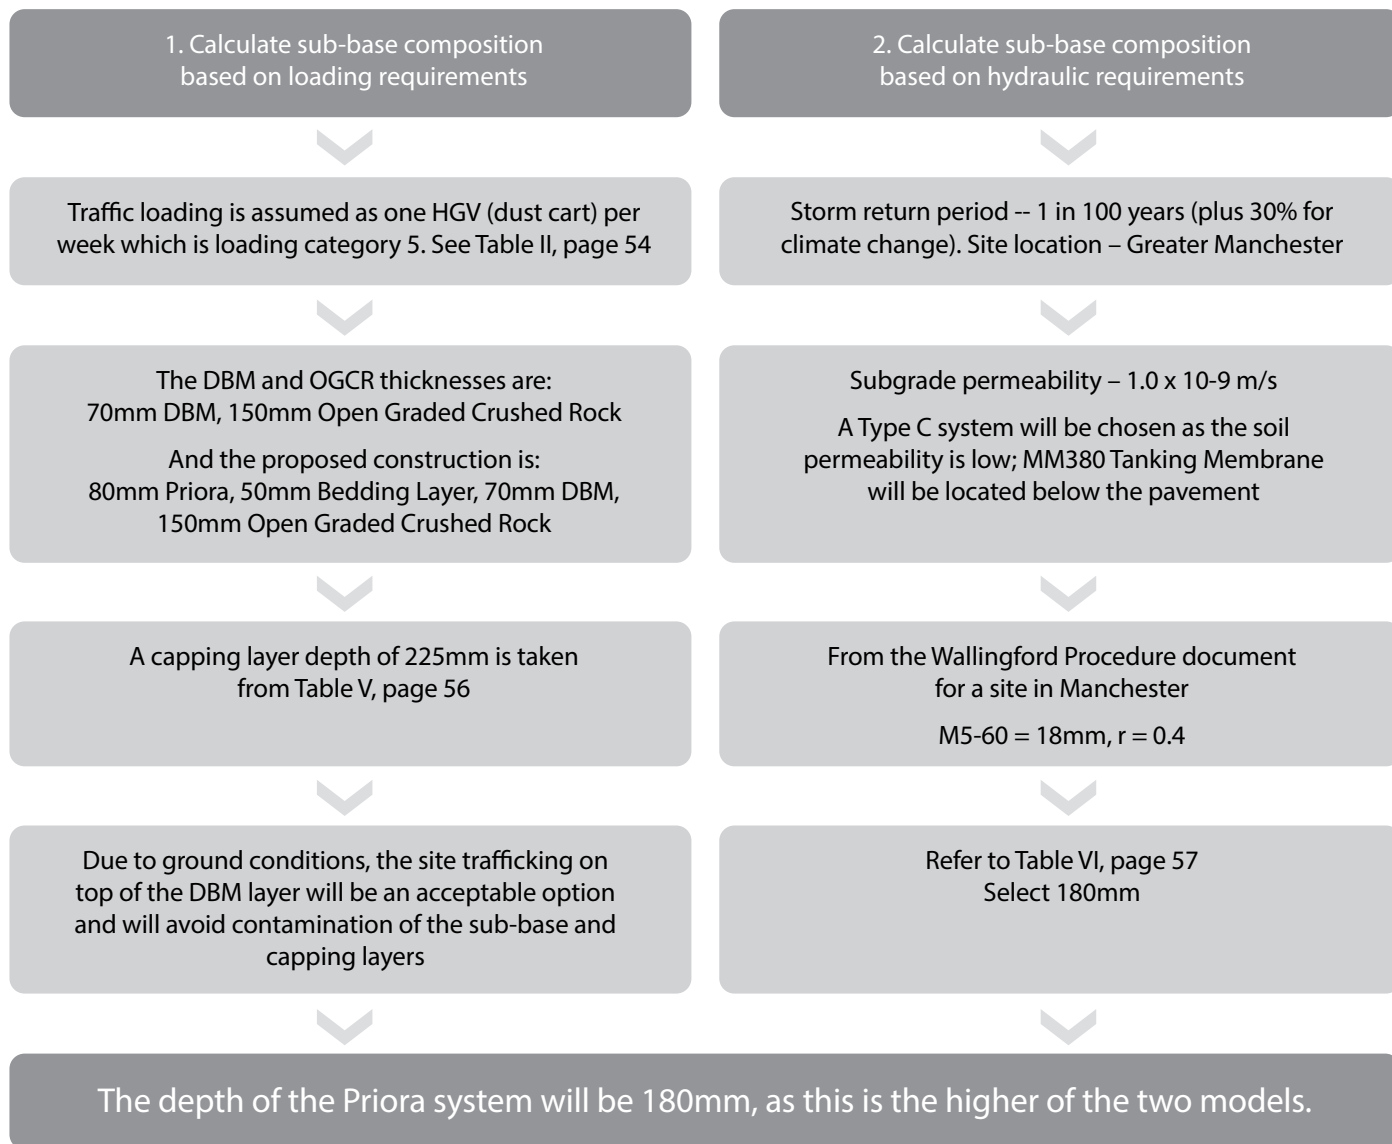 1. Calculate sub-base composition
based on loading requirements
Traffic loading is assumed as one HGV (dust cart) per
week which is loading category 5. See Table II, page 54
The DBM and OGCR thicknesses are:
70mm DBM, 150mm Open Graded Crushed Rock
And the proposed construction is:
80mm Priora, 50mm Bedding Layer, 70mm DBM,
150mm Open Graded Crushed Rock
A capping layer depth of 225mm is taken
from Table V, page 56
Due to ground conditions, the site trafficking on
top of the DBM layer will be an acceptable option
and will avoid contamination of the sub-base and
capping layers
2. Calculate sub-base composition
based on hydraulic requirements
Storm return period -- 1 in 100 years (plus 30% for
climate change). Site location – Greater Manchester
Subgrade permeability – 1.0 x 10-9 m/s
A Type C system will be chosen as the soil
permeability is low; MM380 Tanking Membrane
will be located below the pavement
From the Wallingford Procedure document
for a site in Manchester
M5-60 = 18mm, r = 0.4
Refer to Table VI, page 57
Select 180mm
The depth of the Priora system will be 180mm, as this is the higher of the two models.